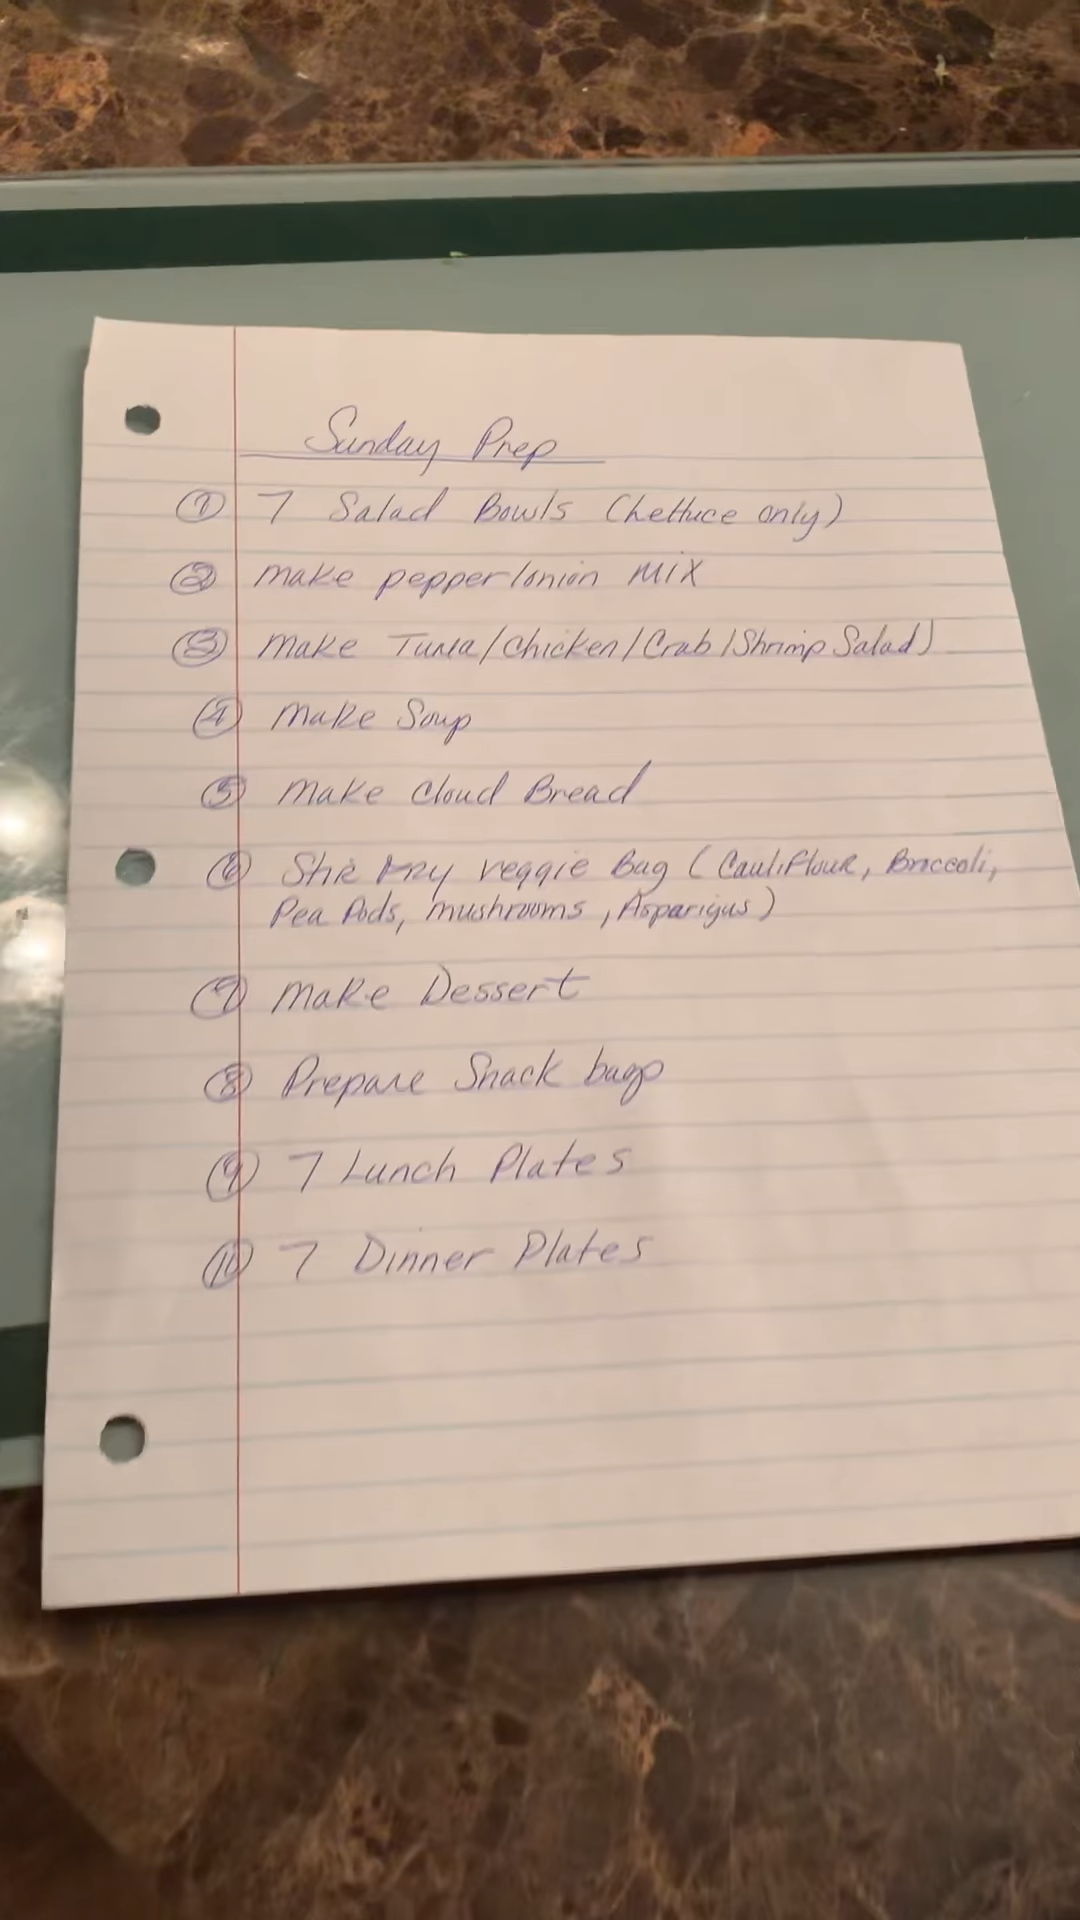 Sunday Prep
① 7 Salad Bowls (Lettuce only)
② Make pepper/onion Mix
③ Make Tuna/Chicken/Crab/Shrimp Salad)
④ Make Soup
⑤ Make Cloud Bread
⑥ Stir Fry veggie Bag (Cauliflour, Broccoli,
Pea Pods, mushrooms, Asparigus)
⑦ Make Dessert
⑧ Prepare Snack bags
⑨ 7 Lunch Plates
⑩ 7 Dinner Plates